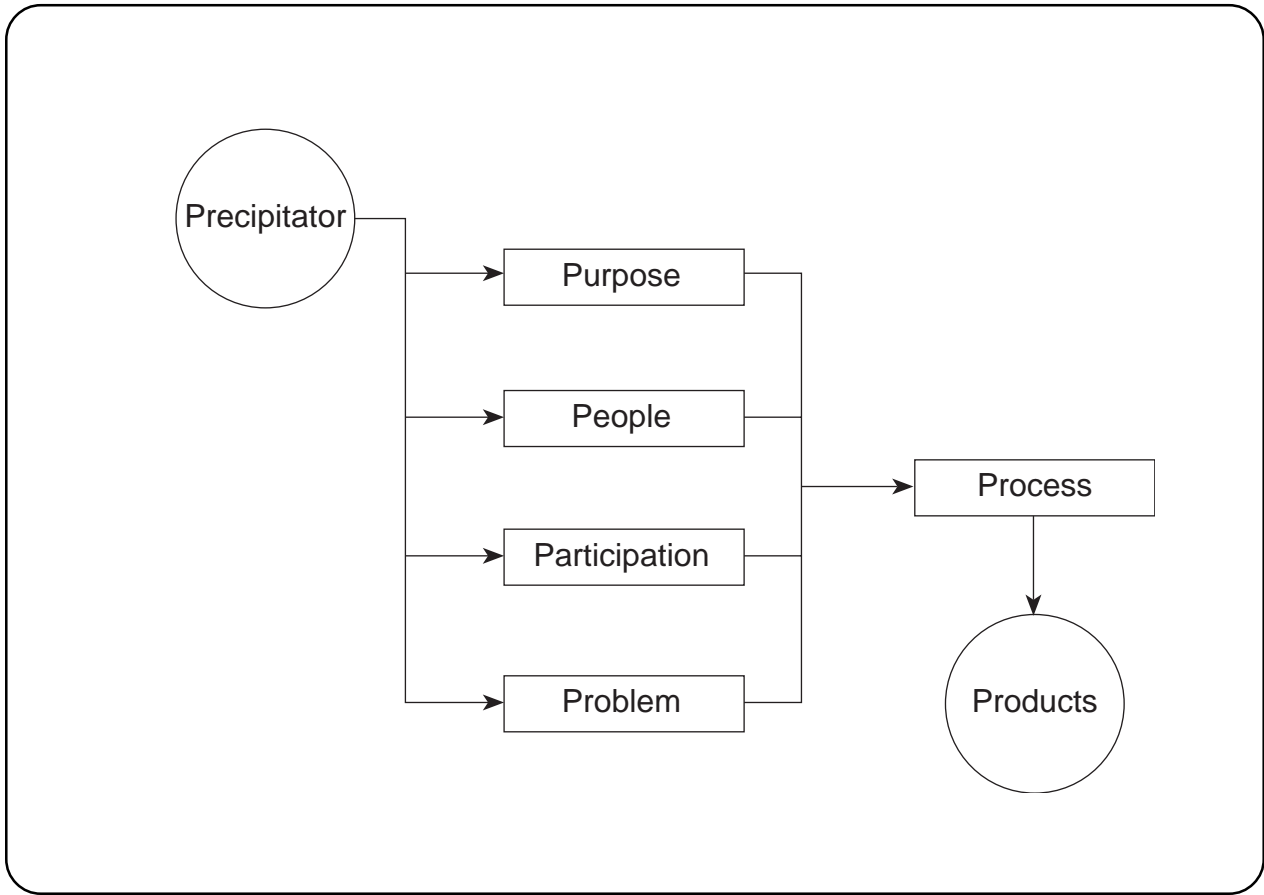 Precipitator
Purpose
People
Participation
Problem
Process
Products